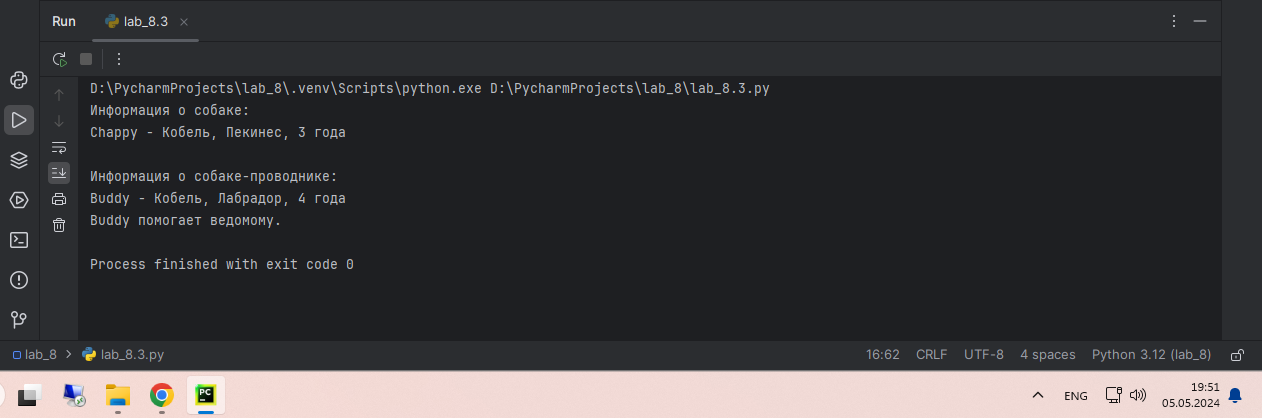 Run lab_8.3
D:\PycharmProjects\lab_8\.venv\Scripts\python.exe D:\PycharmProjects\lab_8\lab_8.3.py
Информация о собаке:
Chappy - Кобель, Пекинес, 3 года
Информация о собаке-проводнике:
Buddy - Кобель, Лабрадор, 4 года
Buddy помогает ведомому.
Process finished with exit code 0
lab_8 > lab_8.3.py 16:62 CRLF UTF-8 4 spaces Python 3.12 (lab_8)
PC ENG 19:51
05.05.2024